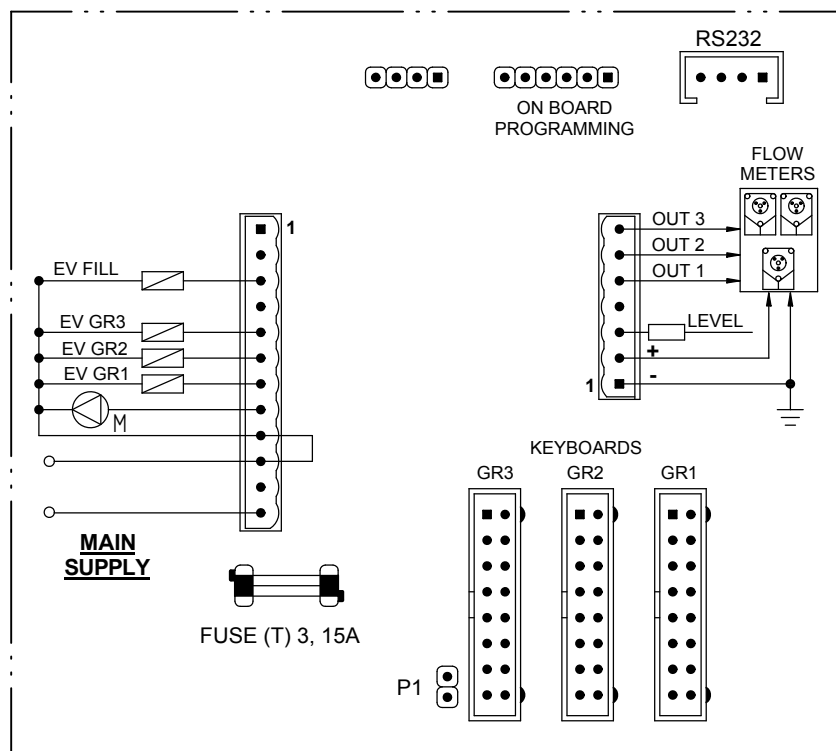 RS232
ON BOARD
PROGRAMMING
FLOW
METERS
1
OUT 3
OUT 2
OUT 1
EV FILL
EV GR3
EV GR2
EV GR1
M
LEVEL
+
-
1
KEYBOARDS
GR3
GR2
GR1
MAIN
SUPPLY
FUSE (T) 3, 15A
P1